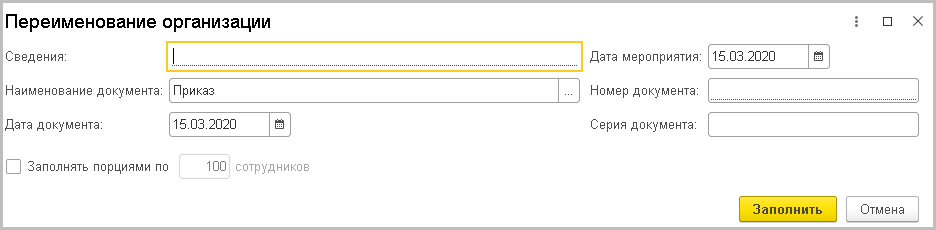 Переименование организации
Сведения: Дата мероприятия: 15.03.2020
Наименование документа: Приказ ... Номер документа:
Дата документа: 15.03.2020 Серия документа:
Заполнять порциями по 100 сотрудников
Заполнить Отмена